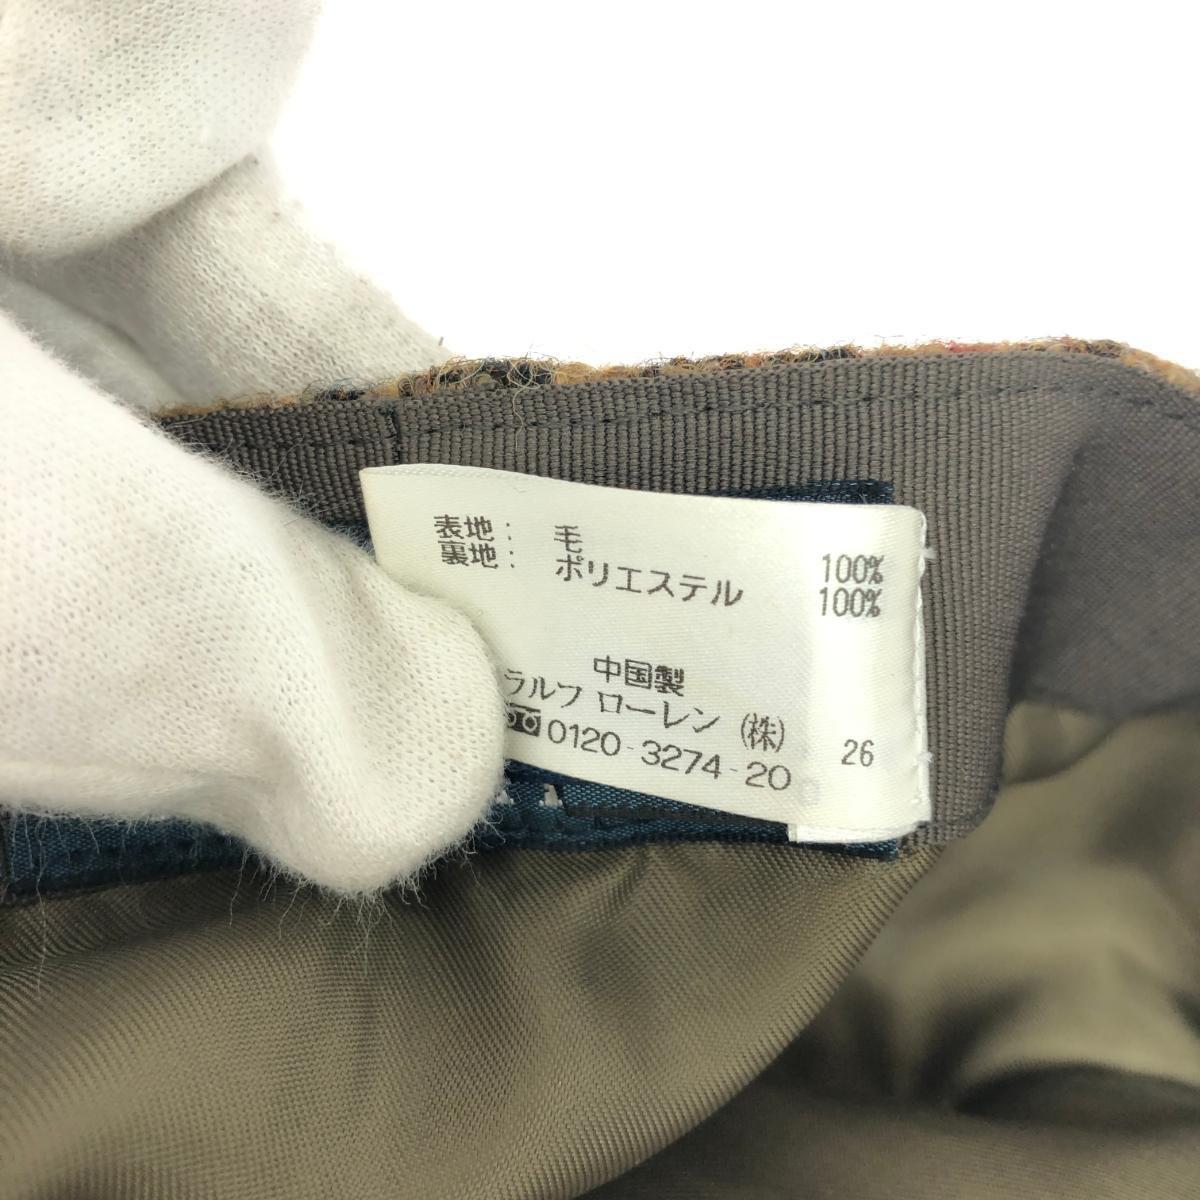 表地： 毛 100%
裏地： ポリエステル 100%
中国製
ラルフ ローレン (株)
0120-3274-20
26